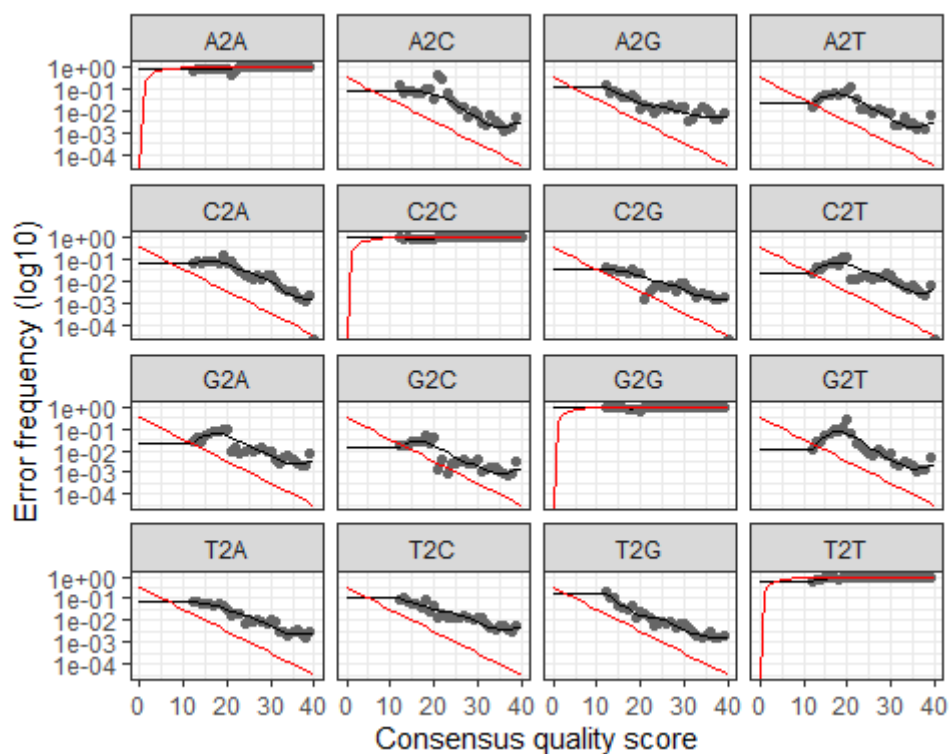 A2A A2C A2G A2T
1e+00
1e-01
1e-02
1e-03
1e-04
C2A C2C C2G C2T
1e+00
1e-01
1e-02
1e-03
1e-04
G2A G2C G2G G2T
1e+00
1e-01
1e-02
1e-03
1e-04
T2A T2C T2G T2T
1e+00
1e-01
1e-02
1e-03
1e-04
0 10 20 30 40 0 10 20 30 40 0 10 20 30 40 0 10 20 30 40
Consensus quality score
Error frequency (log10)